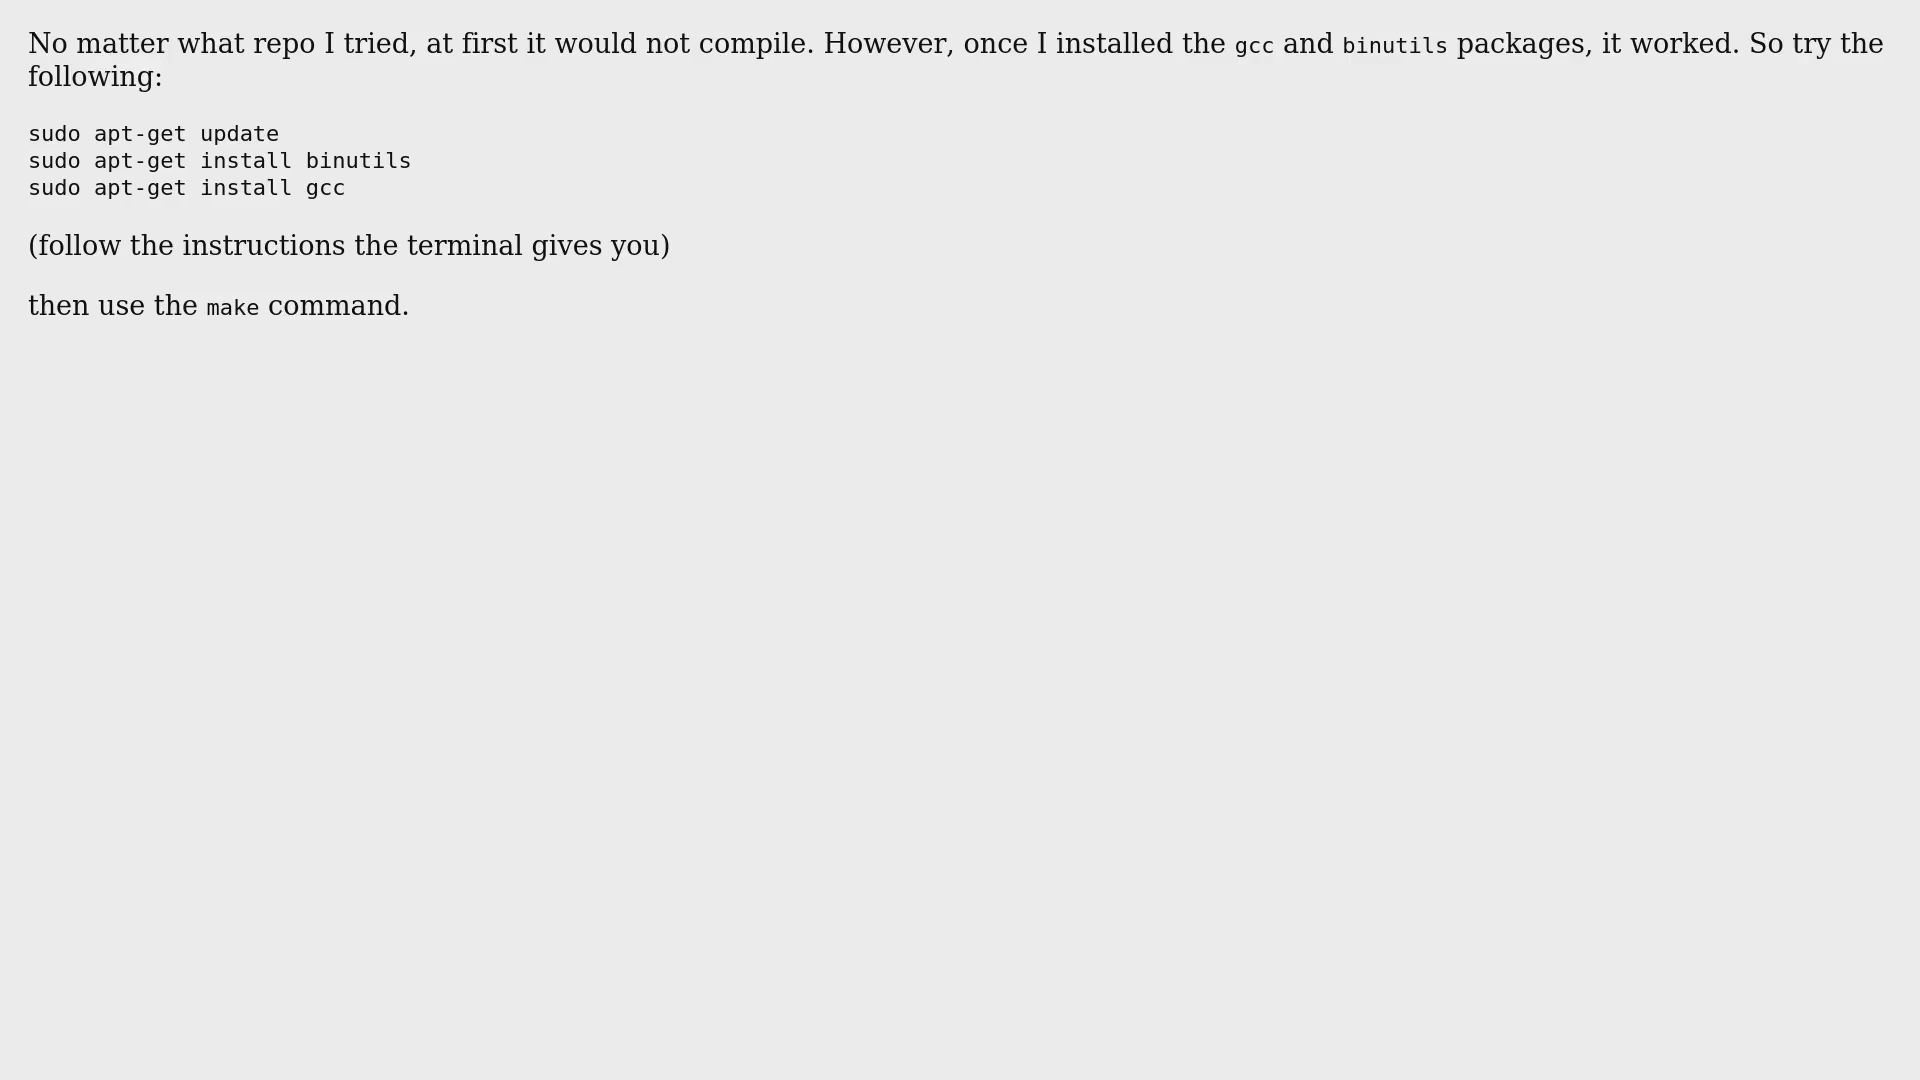 No matter what repo I tried, at first it would not compile. However, once I installed the gcc and binutils packages, it worked. So try the
following:
sudo apt-get update
sudo apt-get install binutils
sudo apt-get install gcc
(follow the instructions the terminal gives you)
then use the make command.